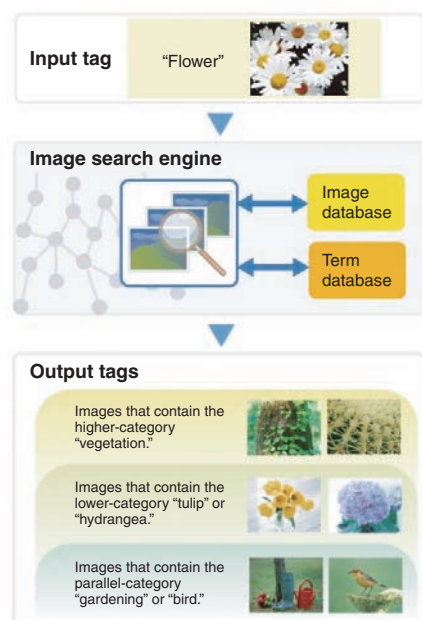 Input tag
“Flower”
Image search engine
Image
database
Term
database
Output tags
Images that contain the
higher-category
“vegetation.”
Images that contain the
lower-category “tulip” or
“hydrangea.”
Images that contain the
parallel-category
“gardening” or “bird.”